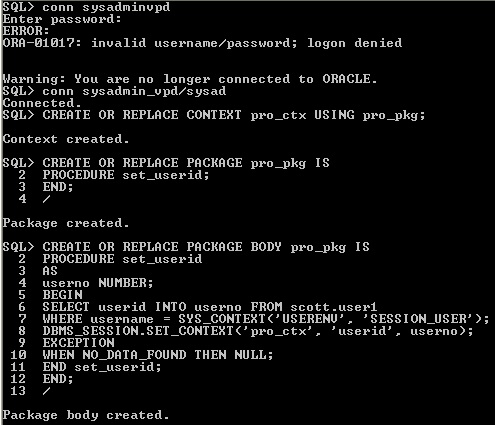 SQL> conn sysadminvpd
Enter password:
ERROR:
ORA-01017: invalid username/password; logon denied
Warning: You are no longer connected to ORACLE.
SQL> conn sysadmin_vpd/sysad
Connected.
SQL> CREATE OR REPLACE CONTEXT pro_ctx USING pro_pkg;
Context created.
SQL> CREATE OR REPLACE PACKAGE pro_pkg IS
2 PROCEDURE set_userid;
3 END;
4 /
Package created.
SQL> CREATE OR REPLACE PACKAGE BODY pro_pkg IS
2 PROCEDURE set_userid
3 AS
4 userno NUMBER;
5 BEGIN
6 SELECT userid INTO userno FROM scott.user1
7 WHERE username = SYS_CONTEXT('USERENV', 'SESSION_USER');
8 DBMS_SESSION.SET_CONTEXT('pro_ctx', 'userid', userno);
9 EXCEPTION
10 WHEN NO_DATA_FOUND THEN NULL;
11 END set_userid;
12 END;
13 /
Package body created.